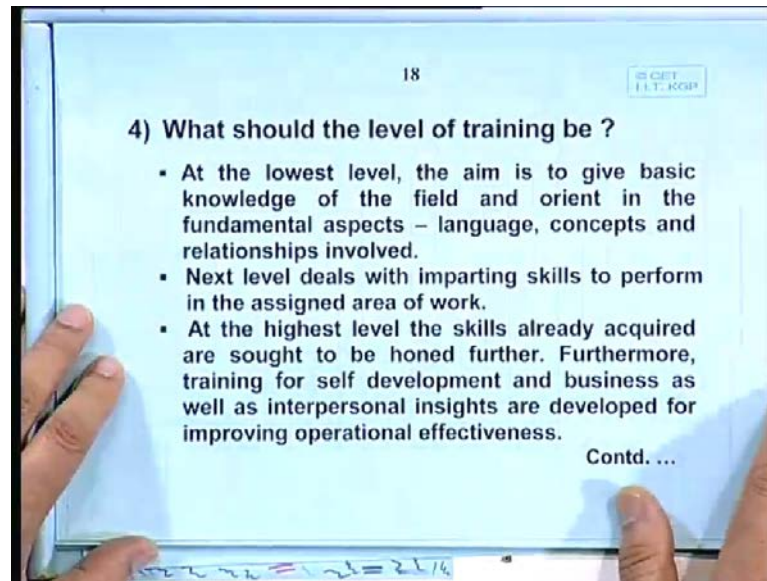 18
© CET
I.I.T. KGP
4) What should the level of training be ?
▪ At the lowest level, the aim is to give basic
knowledge of the field and orient in the
fundamental aspects – language, concepts and
relationships involved.
▪ Next level deals with imparting skills to perform
in the assigned area of work.
▪ At the highest level the skills already acquired
are sought to be honed further. Furthermore,
training for self development and business as
well as interpersonal insights are developed for
improving operational effectiveness.
Contd. ...